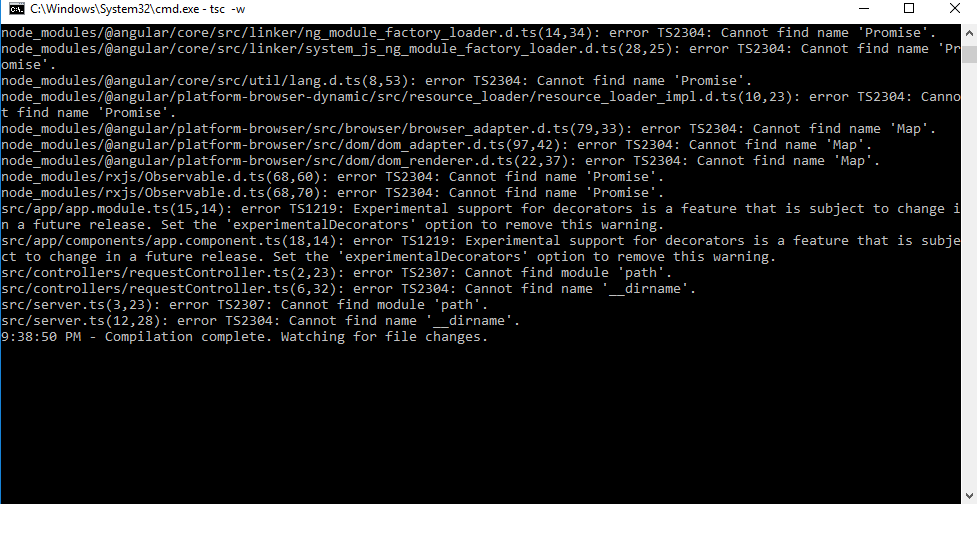 C:\Windows\System32\cmd.exe - tsc -w
node_modules/@angular/core/src/linker/ng_module_factory_loader.d.ts(14,34): error TS2304: Cannot find name 'Promise'.
node_modules/@angular/core/src/linker/system_js_ng_module_factory_loader.d.ts(28,25): error TS2304: Cannot find name 'Pr
omise'.
node_modules/@angular/core/src/util/lang.d.ts(8,53): error TS2304: Cannot find name 'Promise'.
node_modules/@angular/platform-browser-dynamic/src/resource_loader/resource_loader_impl.d.ts(10,23): error TS2304: Canno
t find name 'Promise'.
node_modules/@angular/platform-browser/src/browser/browser_adapter.d.ts(79,33): error TS2304: Cannot find name 'Map'.
node_modules/@angular/platform-browser/src/dom/dom_adapter.d.ts(97,42): error TS2304: Cannot find name 'Map'.
node_modules/@angular/platform-browser/src/dom/dom_renderer.d.ts(22,37): error TS2304: Cannot find name 'Map'.
node_modules/rxjs/Observable.d.ts(68,60): error TS2304: Cannot find name 'Promise'.
node_modules/rxjs/Observable.d.ts(68,70): error TS2304: Cannot find name 'Promise'.
src/app/app.module.ts(15,14): error TS1219: Experimental support for decorators is a feature that is subject to change i
n a future release. Set the 'experimentalDecorators' option to remove this warning.
src/app/components/app.component.ts(18,14): error TS1219: Experimental support for decorators is a feature that is subje
ct to change in a future release. Set the 'experimentalDecorators' option to remove this warning.
src/controllers/requestController.ts(2,23): error TS2307: Cannot find module 'path'.
src/controllers/requestController.ts(6,32): error TS2304: Cannot find name '__dirname'.
src/server.ts(3,23): error TS2307: Cannot find module 'path'.
src/server.ts(12,28): error TS2304: Cannot find name '__dirname'.
9:38:50 PM - Compilation complete. Watching for file changes.